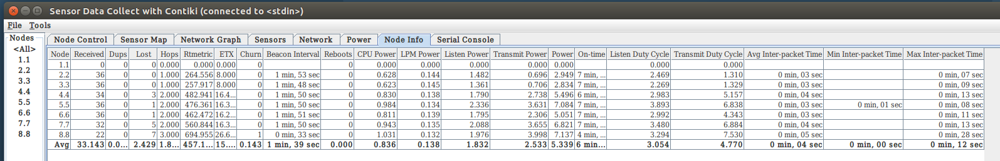 Sensor Data Collect with Contiki (connected to <stdin>)
File Tools
Nodes
<All>
1.1
2.2
3.3
4.4
5.5
6.6
7.7
8.8
Node Control Sensor Map Network Graph Sensors Network Power Node Info Serial Console
Node Received Dups Lost Hops Rtmetric ETX Churn Beacon Interval Reboots CPU Power LPM Power Listen Power Transmit Power Power On-time Listen Duty Cycle Transmit Duty Cycle Avg Inter-packet Time Min Inter-packet Time Max Inter-packet Time
1.1 0 0 0 0.000 0.000 0.000 0 0 0.000 0.000 0.000
2.2 36 0 0 1.000 264.556 8.000 0 1 min, 53 sec 0 0.628 0.144 1.482 0.696 2.949 7 min, ... 2.469 1.310 0 min, 03 sec 0 min, 07 sec
3.3 36 0 0 1.000 257.917 8.000 0 1 min, 48 sec 0 0.623 0.145 1.361 0.706 2.834 7 min, ... 2.269 1.329 0 min, 03 sec 0 min, 09 sec
4.4 34 0 3 2.000 482.941 16.4... 0 1 min, 50 sec 0 0.830 0.138 1.790 2.738 5.496 6 min, ... 2.983 5.157 0 min, 04 sec 0 min, 13 sec
5.5 36 0 1 2.000 476.361 16.3... 0 1 min, 50 sec 0 0.984 0.134 2.336 3.631 7.084 7 min, ... 3.893 6.838 0 min, 03 sec 0 min, 01 sec 0 min, 08 sec
6.6 36 0 1 2.000 462.472 16.2... 0 1 min, 51 sec 0 0.811 0.139 1.795 2.306 5.051 7 min, ... 2.992 4.343 0 min, 03 sec 0 min, 11 sec
7.7 32 0 5 2.000 560.844 16.3... 0 1 min, 50 sec 0 0.943 0.135 2.088 3.655 6.821 7 min, ... 3.480 6.884 0 min, 04 sec 0 min, 13 sec
8.8 22 0 7 3.000 694.955 26.6... 1 0 min, 33 sec 0 1.031 0.132 1.976 3.998 7.137 4 min, ... 3.294 7.530 0 min, 05 sec 0 min, 28 sec
Avg 33.143 0.0... 2.429 1.8... 457.1... 15.... 0.143 1 min, 39 sec 0.000 0.836 0.138 1.832 2.533 5.339 6 min... 3.054 4.770 0 min, 04 sec 0 min, 00 sec 0 min, 12 sec